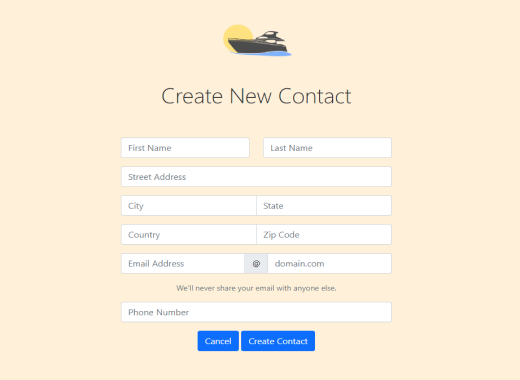 Create New Contact
First Name Last Name
Street Address
City State
Country Zip Code
Email Address @ domain.com
We'll never share your email with anyone else.
Phone Number
Cancel Create Contact